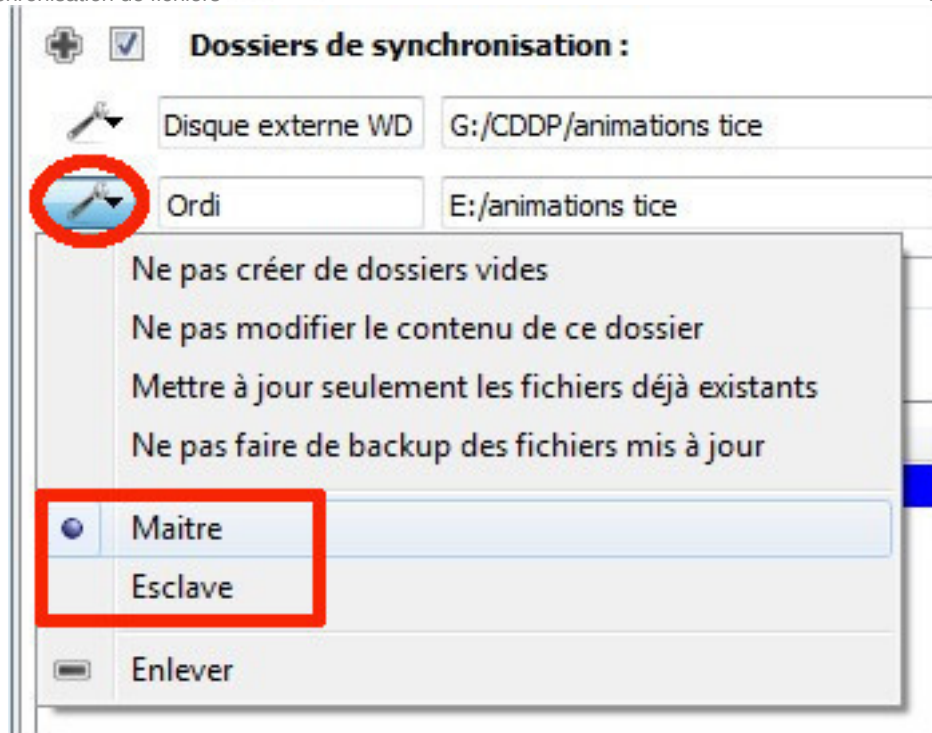 Dossiers de synchronisation :
Disque externe WD G:/CDDP/animations tice
Ordi E:/animations tice
Ne pas créer de dossiers vides
Ne pas modifier le contenu de ce dossier
Mettre à jour seulement les fichiers déjà existants
Ne pas faire de backup des fichiers mis à jour
Maitre
Esclave
Enlever